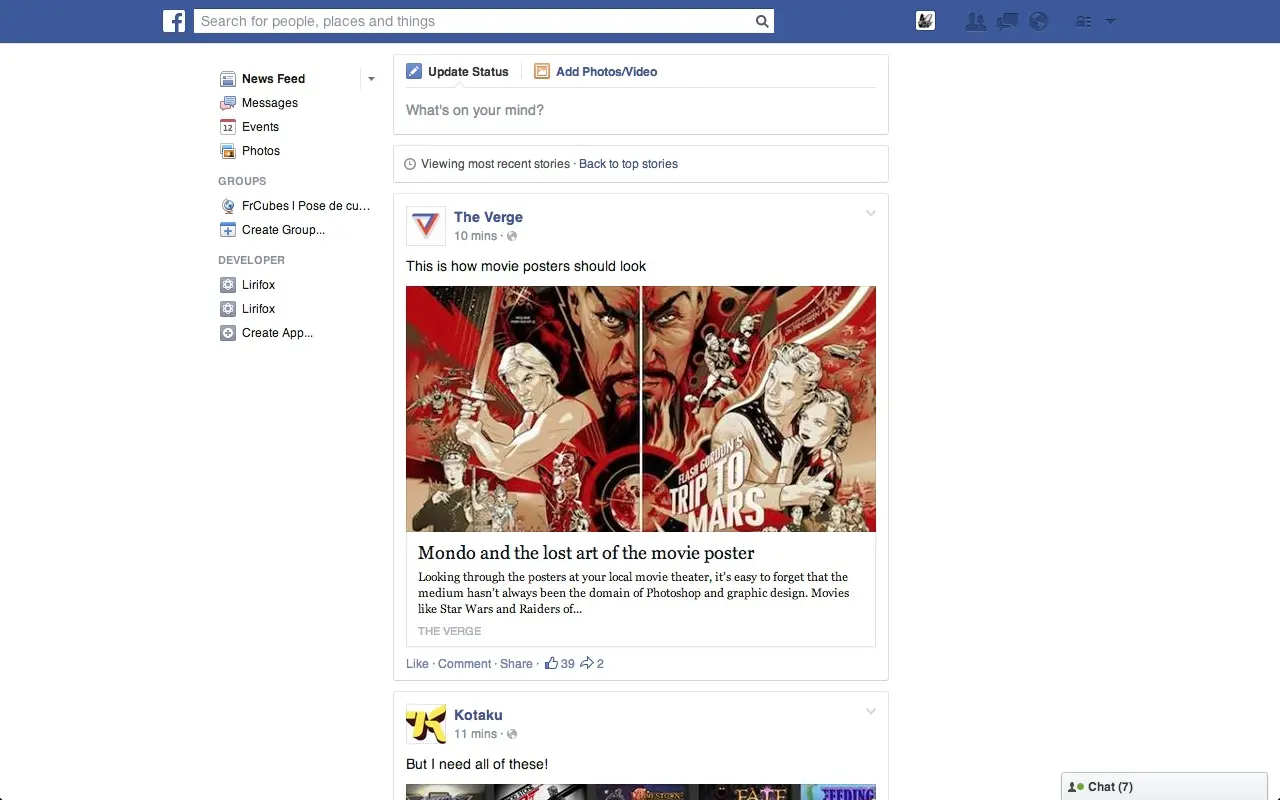 Search for people, places and things
News Feed
Messages
12 Events
Photos
GROUPS
FrCubes l Pose de cu...
Create Group...
DEVELOPER
Lirifox
Lirifox
Create App...
Update Status Add Photos/Video
What's on your mind?
Viewing most recent stories · Back to top stories
The Verge
10 mins ·
This is how movie posters should look
FLASH GORDON'S
TRIP TO
MARS
Mondo and the lost art of the movie poster
Looking through the posters at your local movie theater, it's easy to forget that the
medium hasn't always been the domain of Photoshop and graphic design. Movies
like Star Wars and Raiders of...
THE VERGE
Like · Comment · Share · 39 2
Kotaku
11 mins ·
But I need all of these!
FATE
FEEDING
Chat (7)